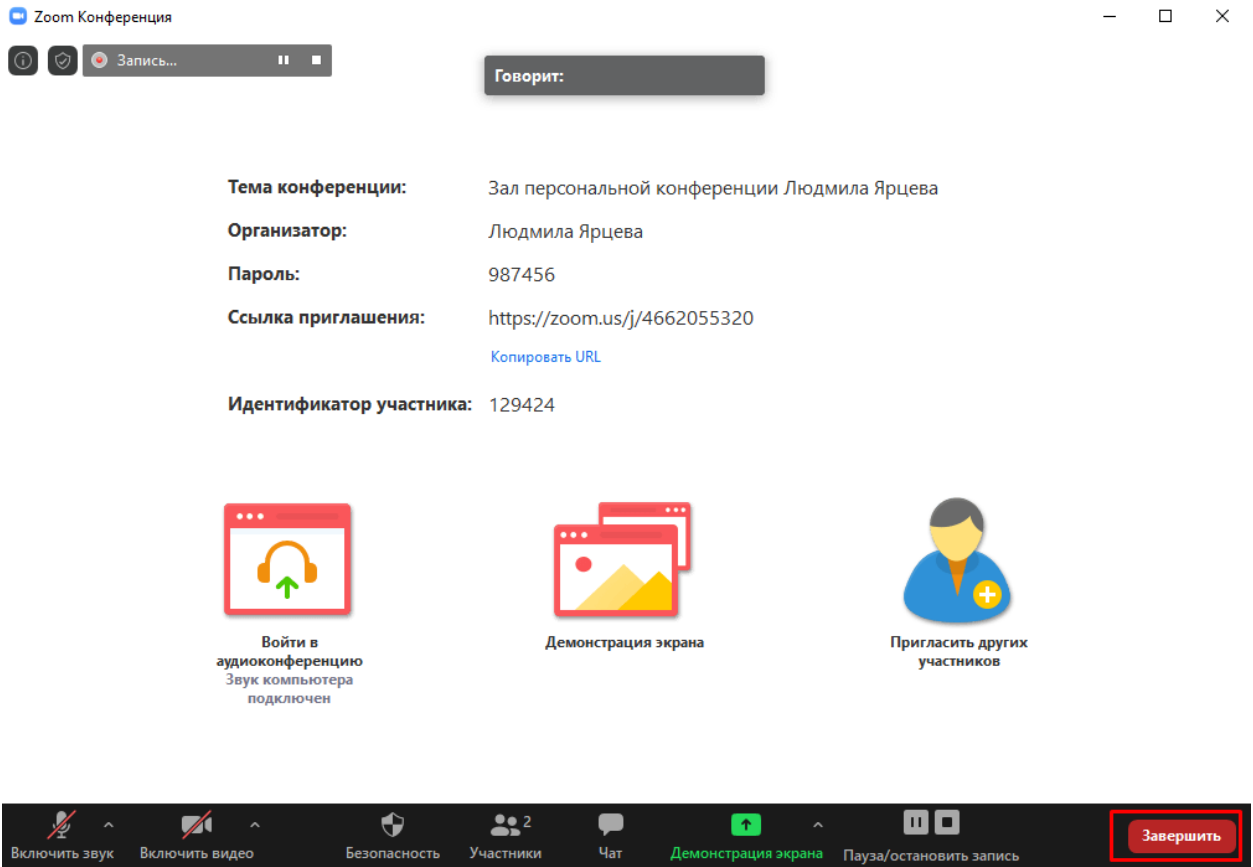 Zoom Конференция
Запись...
Говорит:
Тема конференции: Зал персональной конференции Людмила Ярцева
Организатор: Людмила Ярцева
Пароль: 987456
Ссылка приглашения: https://zoom.us/j/4662055320
Копировать URL
Идентификатор участника: 129424
Войти в
аудиоконференцию
Звук компьютера
подключен
Демонстрация экрана
Пригласить других
участников
2
Включить звук Включить видео Безопасность Участники Чат Демонстрация экрана Пауза/остановить запись Завершить